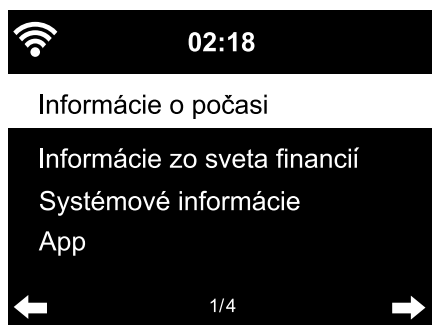 02:18
Informácie o počasi
Informácie zo sveta financií
Systémové informácie
App
1/4